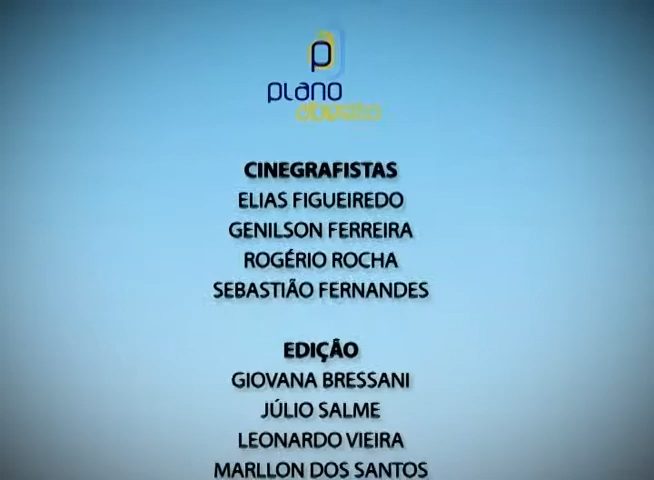 plano
aberto
CINEGRAFISTAS
ELIAS FIGUEIREDO
GENILSON FERREIRA
ROGÉRIO ROCHA
SEBASTIÃO FERNANDES
EDIÇÃO
GIOVANA BRESSANI
JÚLIO SALME
LEONARDO VIEIRA
MARLLON DOS SANTOS